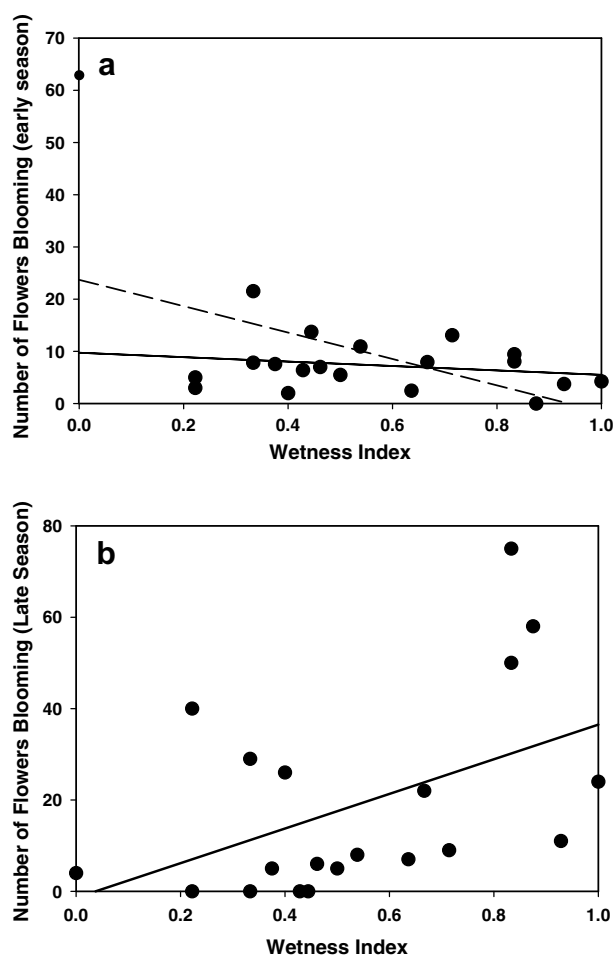 a
Number of Flowers Blooming (early season)
70
60
50
40
30
20
10
0
0.0 0.2 0.4 0.6 0.8 1.0
Wetness Index
b
Number of Flowers Blooming (Late Season)
80
60
40
20
0
0.0 0.2 0.4 0.6 0.8 1.0
Wetness Index